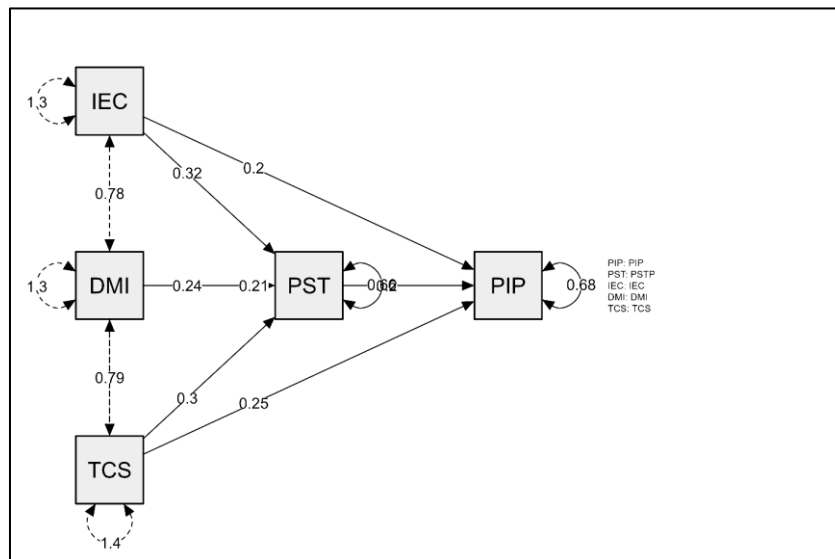 IEC
1.3
0.32
0.2
0.78
DMI
1.3
0.24
0.21
PST
0.2
PIP
0.68
PIP: PIP
PST: PSTP
IEC: IEC
DMI: DMI
TCS: TCS
0.79
0.3
0.25
TCS
1.4